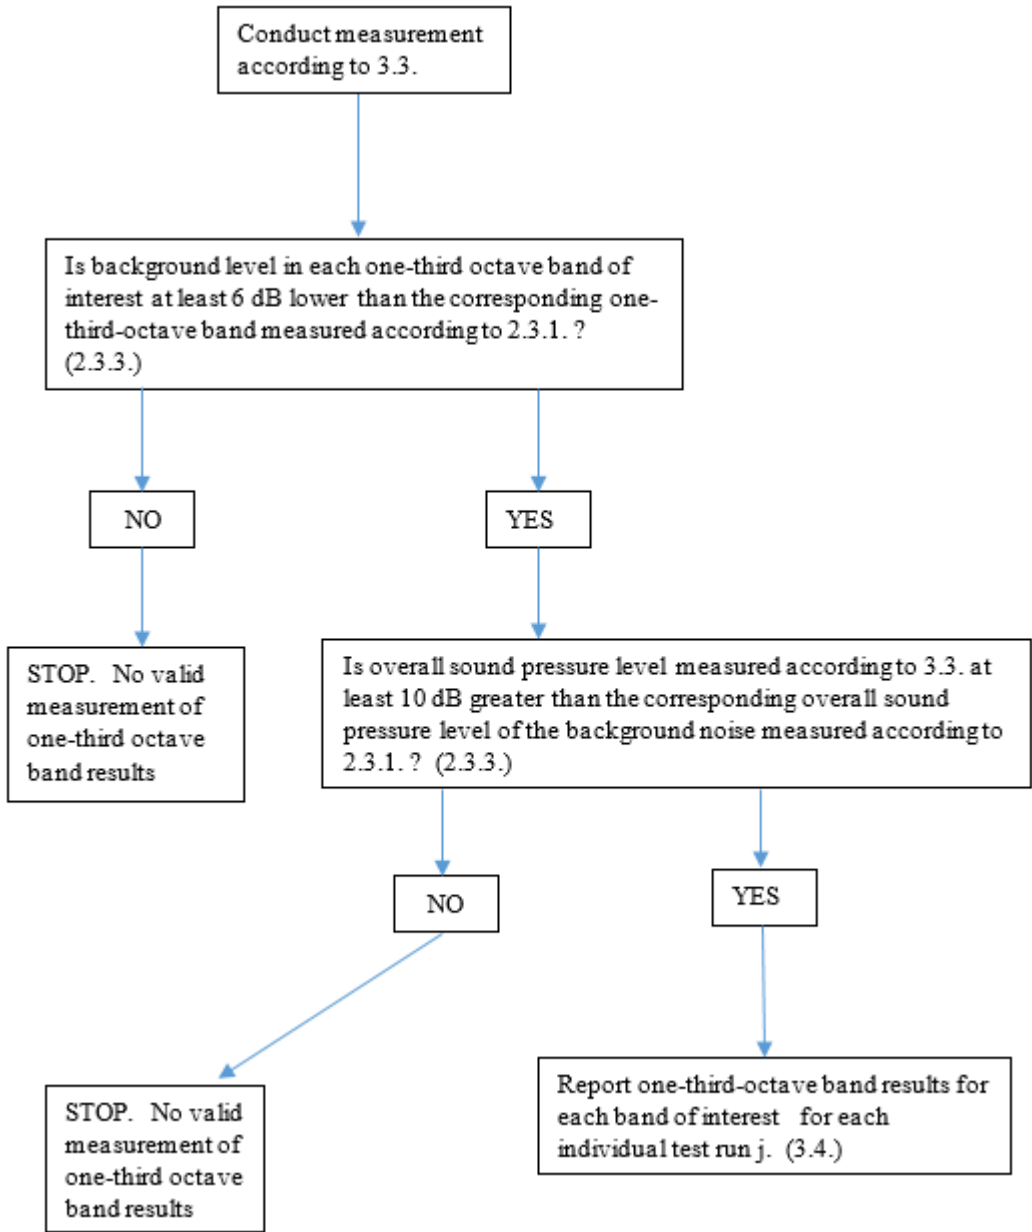 Conduct measurement
according to 3.3.
Is background level in each one-third octave band of
interest at least 6 dB lower than the corresponding one-
third-octave band measured according to 2.3.1. ?
(2.3.3.)
NO
YES
STOP. No valid
measurement of
one-third octave
band results
Is overall sound pressure level measured according to 3.3. at
least 10 dB greater than the corresponding overall sound
pressure level of the background noise measured according to
2.3.1. ? (2.3.3.)
NO
YES
STOP. No valid
measurement of
one-third octave
band results
Report one-third-octave band results for
each band of interest for each
individual test run j. (3.4.)